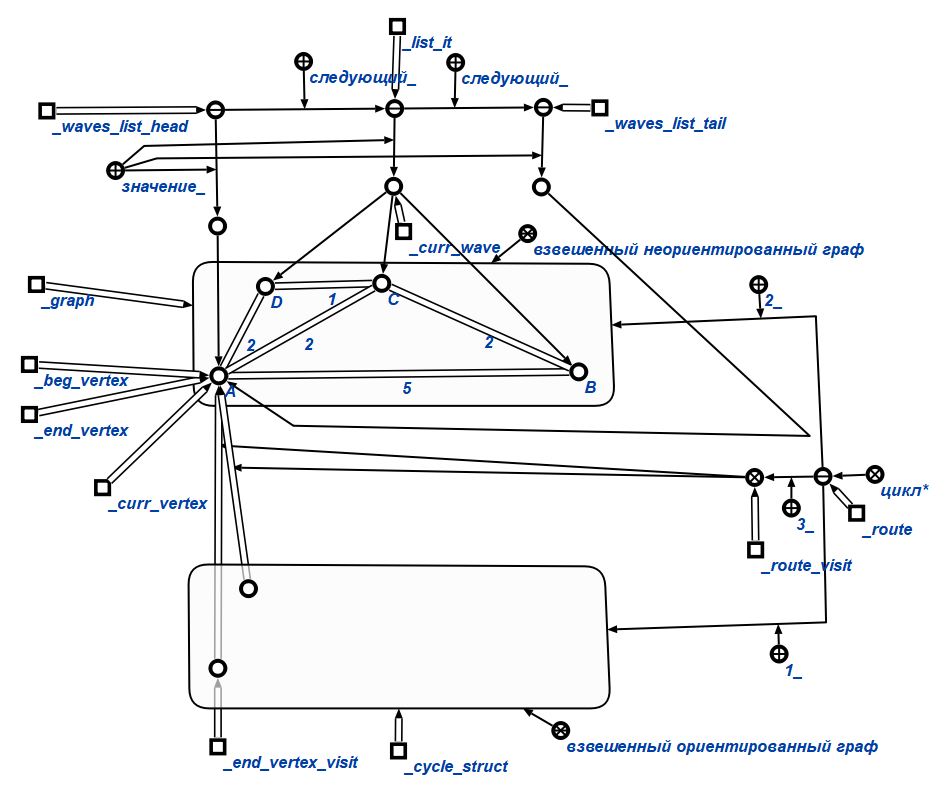 _list_it
следующий_
следующий_
_waves_list_head
_waves_list_tail
значение_
_curr_wave
взвешенный неориентированный граф
_graph
2_
D
1
C
2
2
2
_beg_vertex
A
5
B
_end_vertex
_curr_vertex
цикл*
3_
_route
_route_visit
1_
_end_vertex_visit
_cycle_struct
взвешенный ориентированный граф